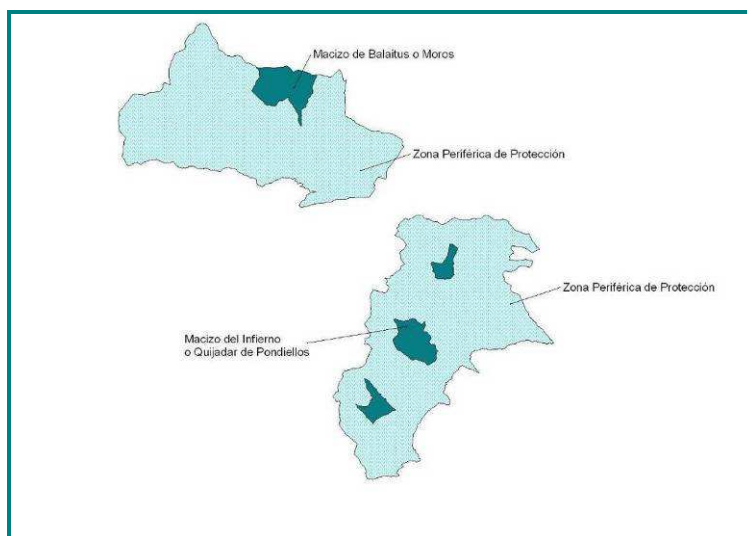 Macizo de Balaitus o Moros
Zona Periférica de Protección
Zona Periférica de Protección
Macizo del Infierno
o Quijadar de Pondiellos